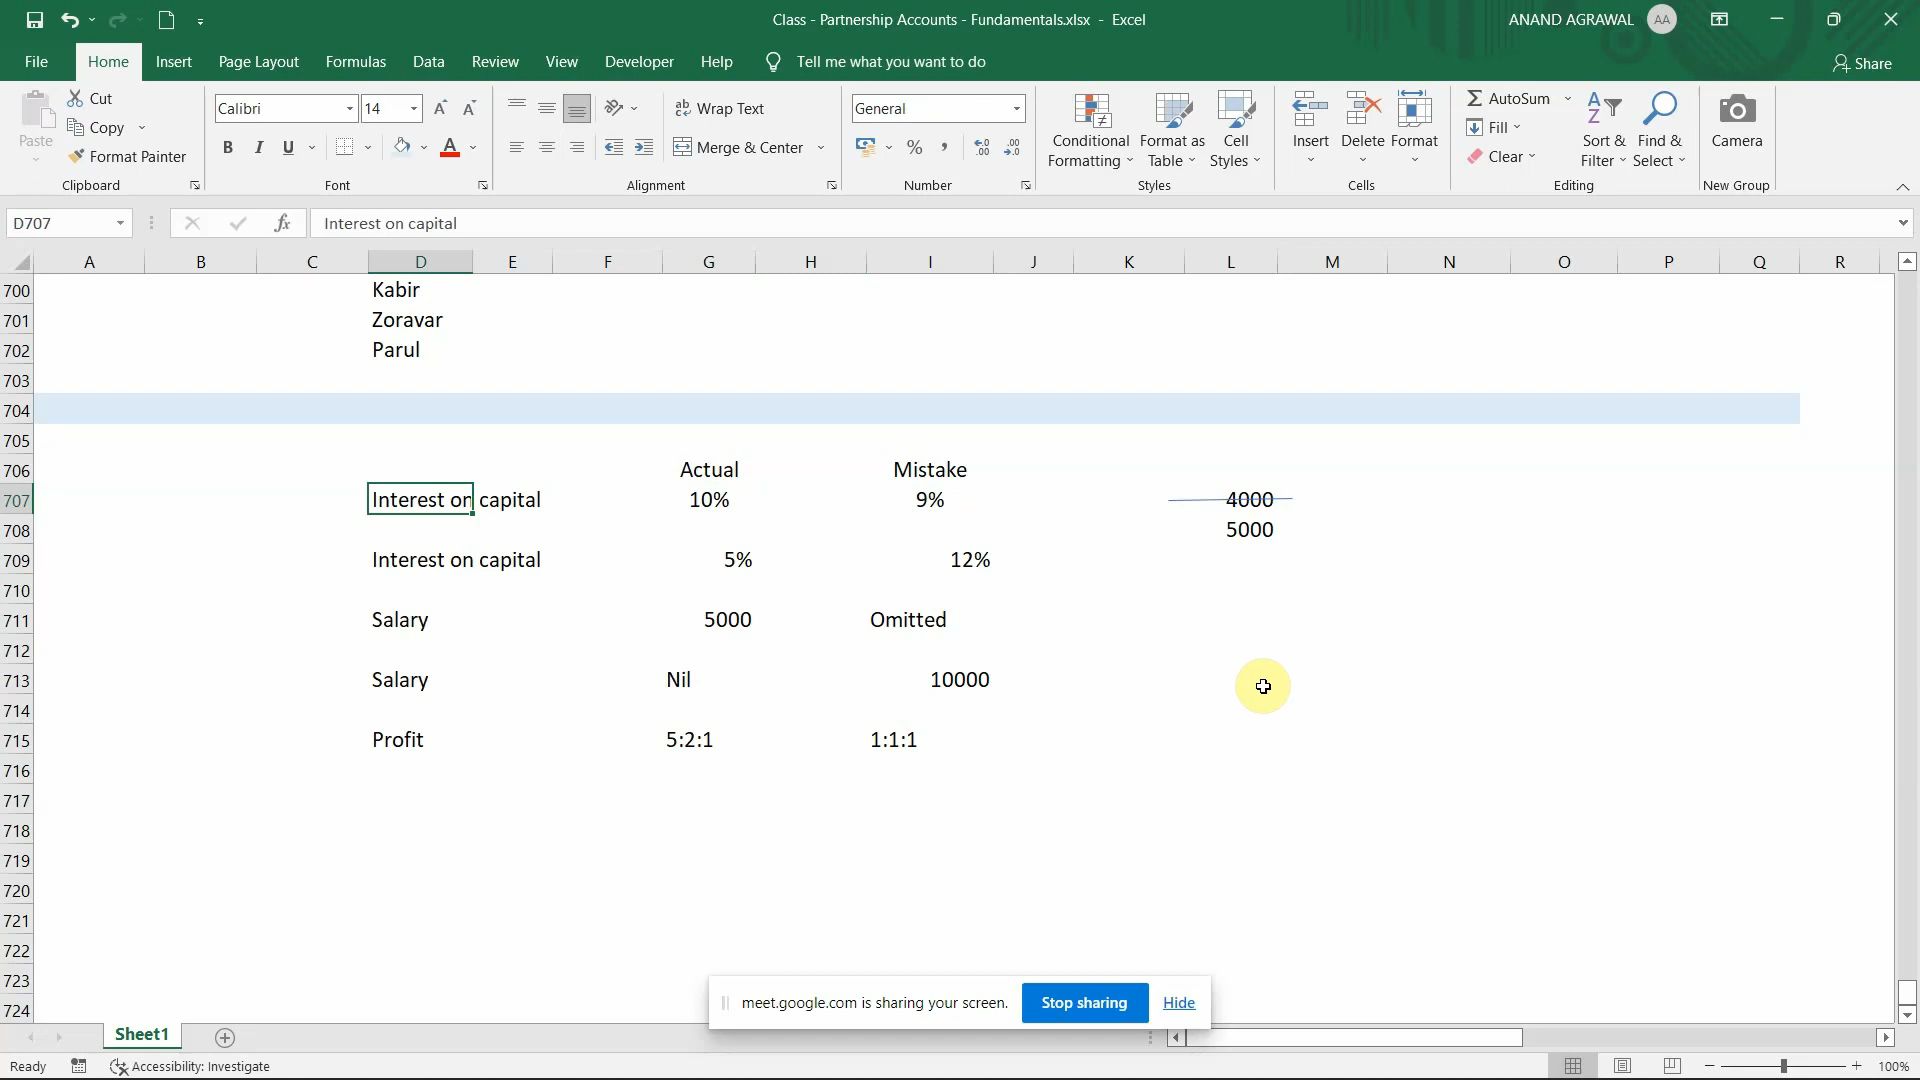 Class - Partnership Accounts - Fundamentals.xlsx - Excel
ANAND AGRAWAL AA
File Home Insert Page Layout Formulas Data Review View Developer Help Tell me what you want to do Share
Paste Cut Copy Format Painter Clipboard
Calibri 14 B I U A Font
Wrap Text Merge & Center Alignment
General % , Number
Conditional Formatting Format as Table Cell Styles Styles
Insert Delete Format Cells
AutoSum Fill Clear Sort & Filter Find & Select Editing
Camera New Group
D707 fx Interest on capital
A B C D E F G H I J K L M N O P Q R
700 Kabir
701 Zoravar
702 Parul
703
704
705
706 Actual Mistake
707 Interest on capital 10% 9% 4000
708 5000
709 Interest on capital 5% 12%
710
711 Salary 5000 Omitted
712
713 Salary Nil 10000
714
715 Profit 5:2:1 1:1:1
716
717
718
719
720
721
722
723
724
meet.google.com is sharing your screen. Stop sharing Hide
Sheet1
Ready Accessibility: Investigate 100%